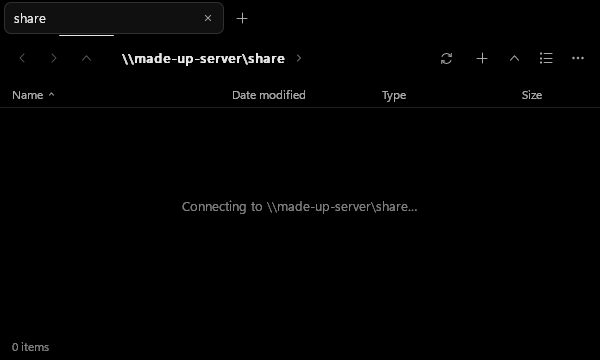 share
\\made-up-server\share
Name Date modified Type Size
Connecting to \\made-up-server\share...
0 items